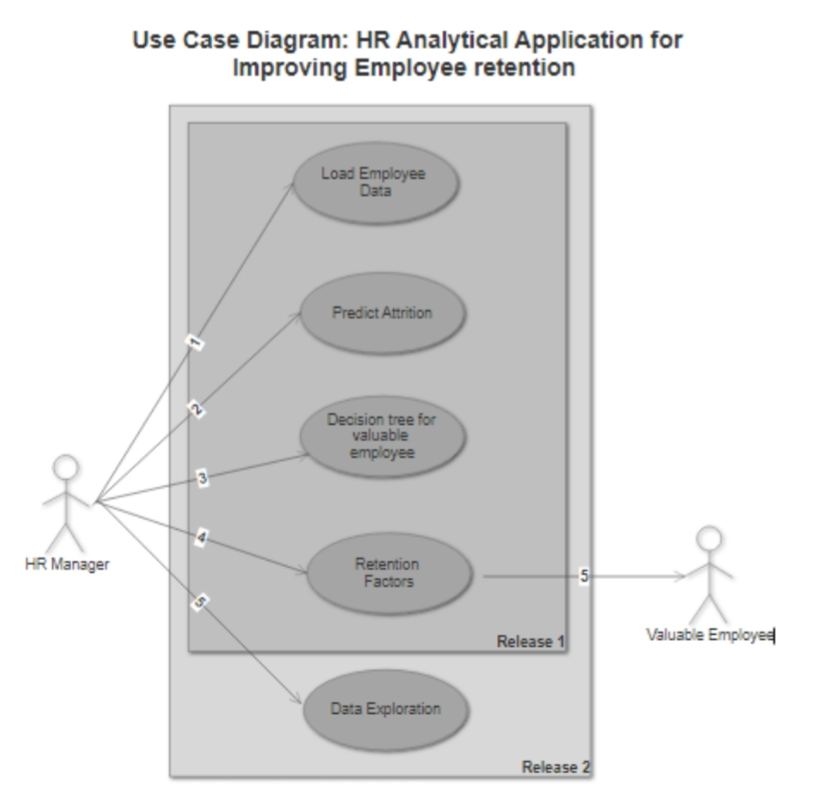 Use Case Diagram: HR Analytical Application for
Improving Employee retention
Load Employee
Data
Predict Attrition
Decision tree for
valuable
employee
Retention
Factors
Data Exploration
1
2
3
4
5
5
HR Manager
Valuable Employee
Release 1
Release 2